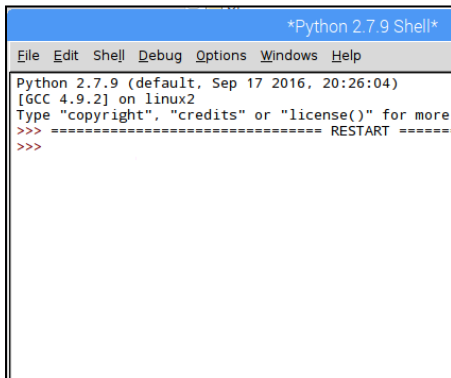 *Python 2.7.9 Shell*
File Edit Shell Debug Options Windows Help
Python 2.7.9 (default, Sep 17 2016, 20:26:04)
[GCC 4.9.2] on linux2
Type "copyright", "credits" or "license()" for more
>>> ================================ RESTART =======
>>>